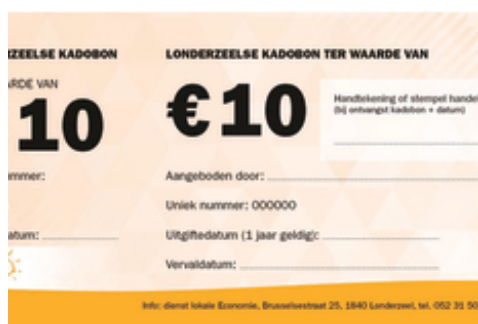 RZEELSE KADOBON
ARDE VAN
10
mmer:
atum:
LONDERZEELSE KADOBON TER WAARDE VAN
€10
Handtekening of stempel handel
(bij ontvangst kadobon + datum)
Aangeboden door:
Uniek nummer: 000000
Uitgiftedatum (1 jaar geldig):
Vervaldatum:
Info: dienst lokale Economie, Brusselsestraat 25, 1840 Londerzeel, tel. 052 31 50